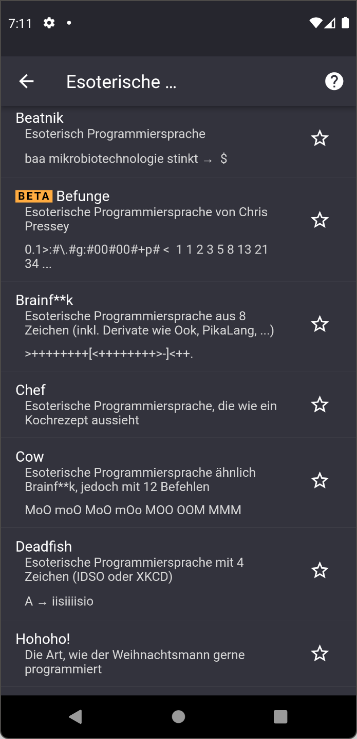 7:11
Esoterische ...
Beatnik
Esoterisch Programmiersprache
baa mikrobiotechnologie stinkt → $
BETA Befunge
Esoterische Programmiersprache von Chris
Pressey
0.1>:#\.#g:#00#00#+p# < 1 1 2 3 5 8 13 21
34 ...
Brainf**k
Esoterische Programmiersprache aus 8
Zeichen (inkl. Derivate wie Ook, PikaLang, ...)
>++++++++[<++++++++>-]<++.
Chef
Esoterische Programmiersprache, die wie ein
Kochrezept aussieht
Cow
Esoterische Programmiersprache ähnlich
Brainf**k, jedoch mit 12 Befehlen
MoO moO MoO mOo MOO OOM MMM
Deadfish
Esoterische Programmiersprache mit 4
Zeichen (IDSO oder XKCD)
A → iisiiiisio
Hohoho!
Die Art, wie der Weihnachtsmann gerne
programmiert